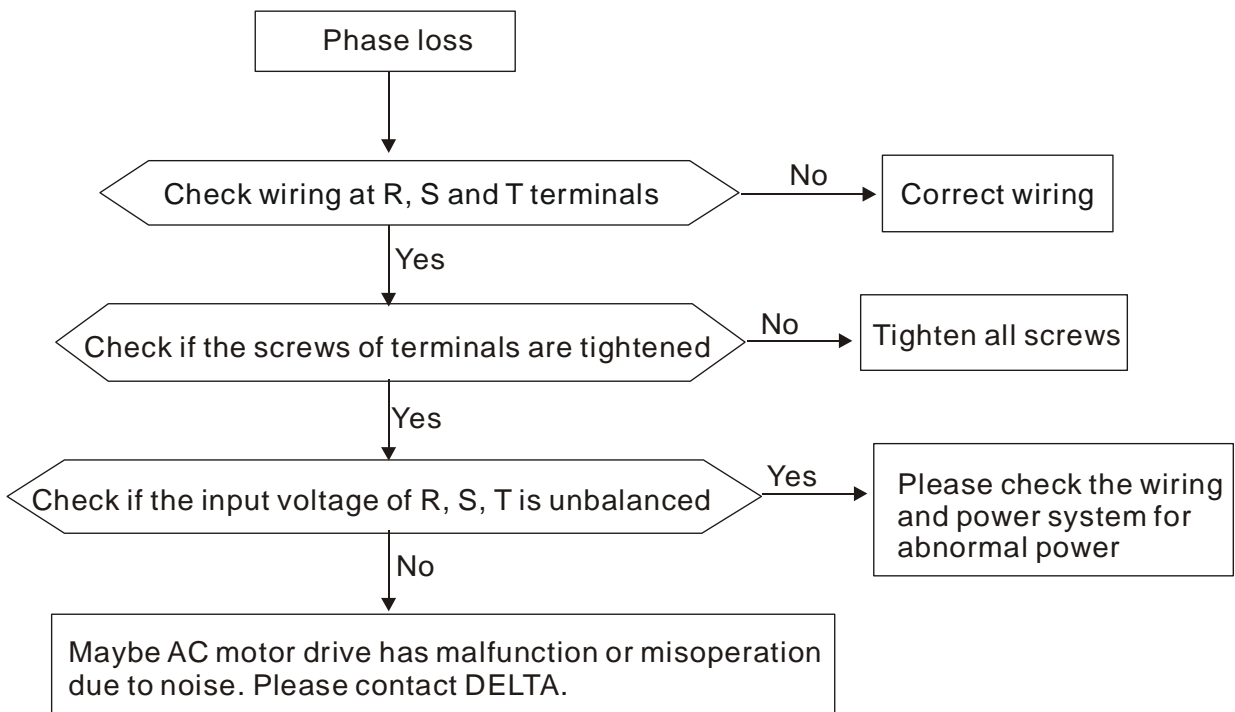 Phase loss
Check wiring at R, S and T terminals
No
Correct wiring
Yes
Check if the screws of terminals are tightened
No
Tighten all screws
Yes
Check if the input voltage of R, S, T is unbalanced
Yes
Please check the wiring
and power system for
abnormal power
No
Maybe AC motor drive has malfunction or misoperation
due to noise. Please contact DELTA.